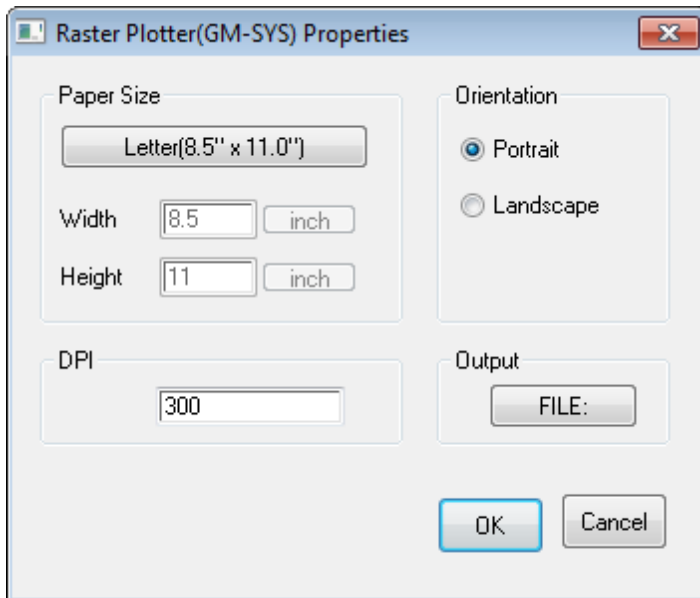 Raster Plotter(GM-SYS) Properties
Paper Size
Letter(8.5" x 11.0")
Width 8.5 inch
Height 11 inch
Orientation
Portrait
Landscape
DPI
300
Output
FILE:
OK Cancel